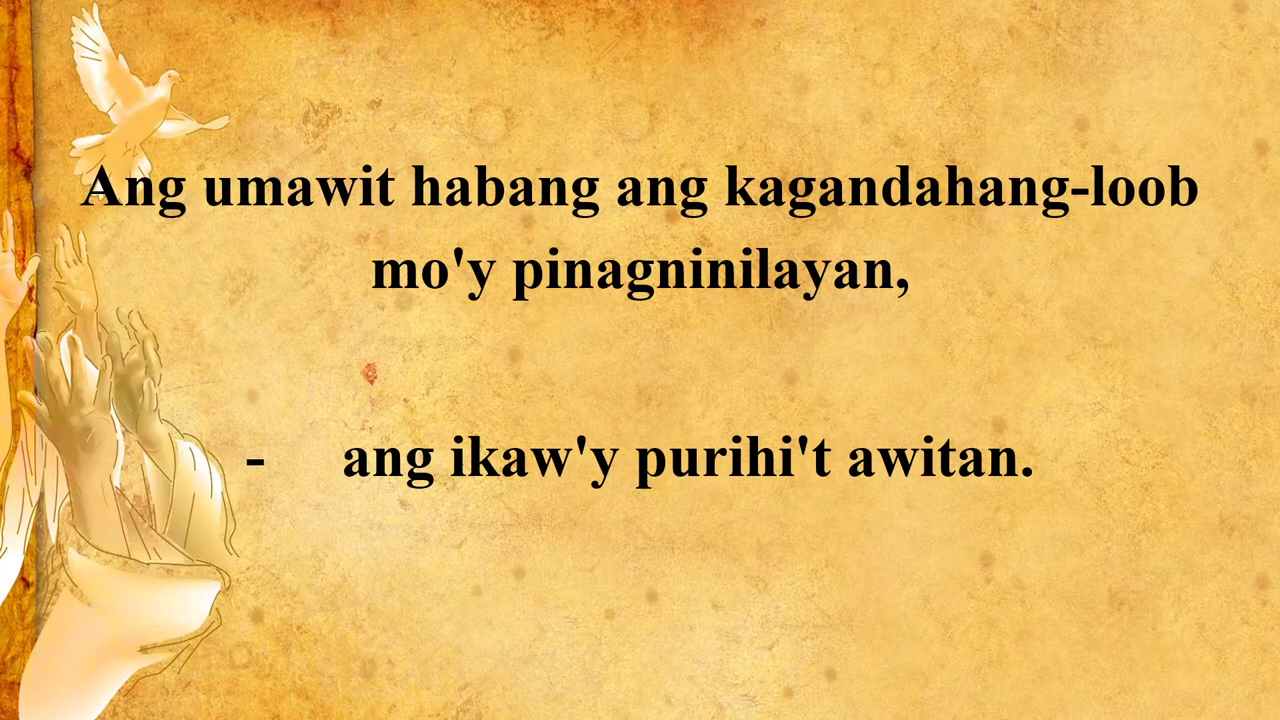 Ang umawit habang ang kagandahang-loob
mo'y pinagninilayan,
- ang ikaw'y purihi't awitan.